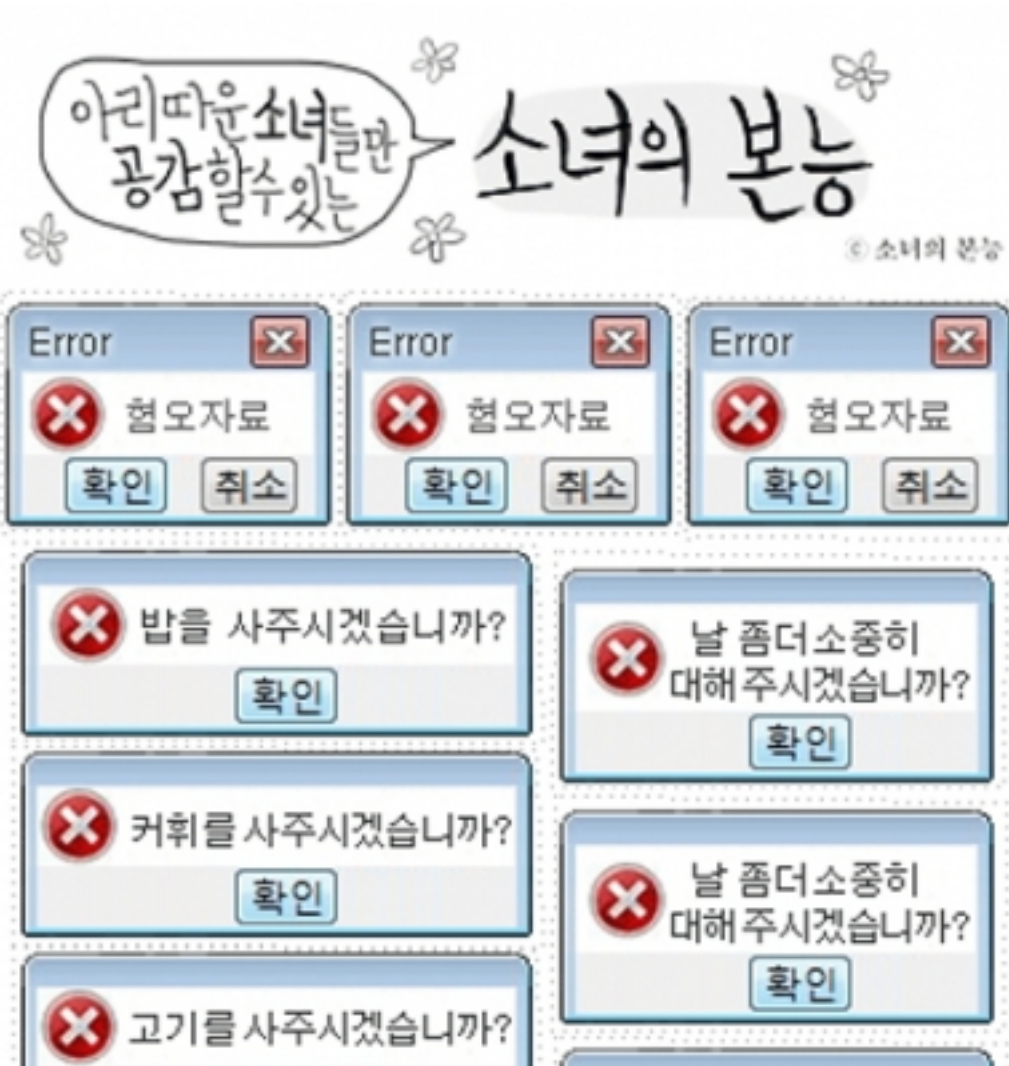 아리따운 소녀들만
공감할수있는
소녀의 본능
© 소녀의 본능
Error
혐오자료
확인 취소
Error
혐오자료
확인 취소
Error
혐오자료
확인 취소
밥을 사주시겠습니까?
확인
커휘를 사주시겠습니까?
확인
고기를 사주시겠습니까?
날 좀더 소중히
대해 주시겠습니까?
확인
날 좀더 소중히
대해 주시겠습니까?
확인